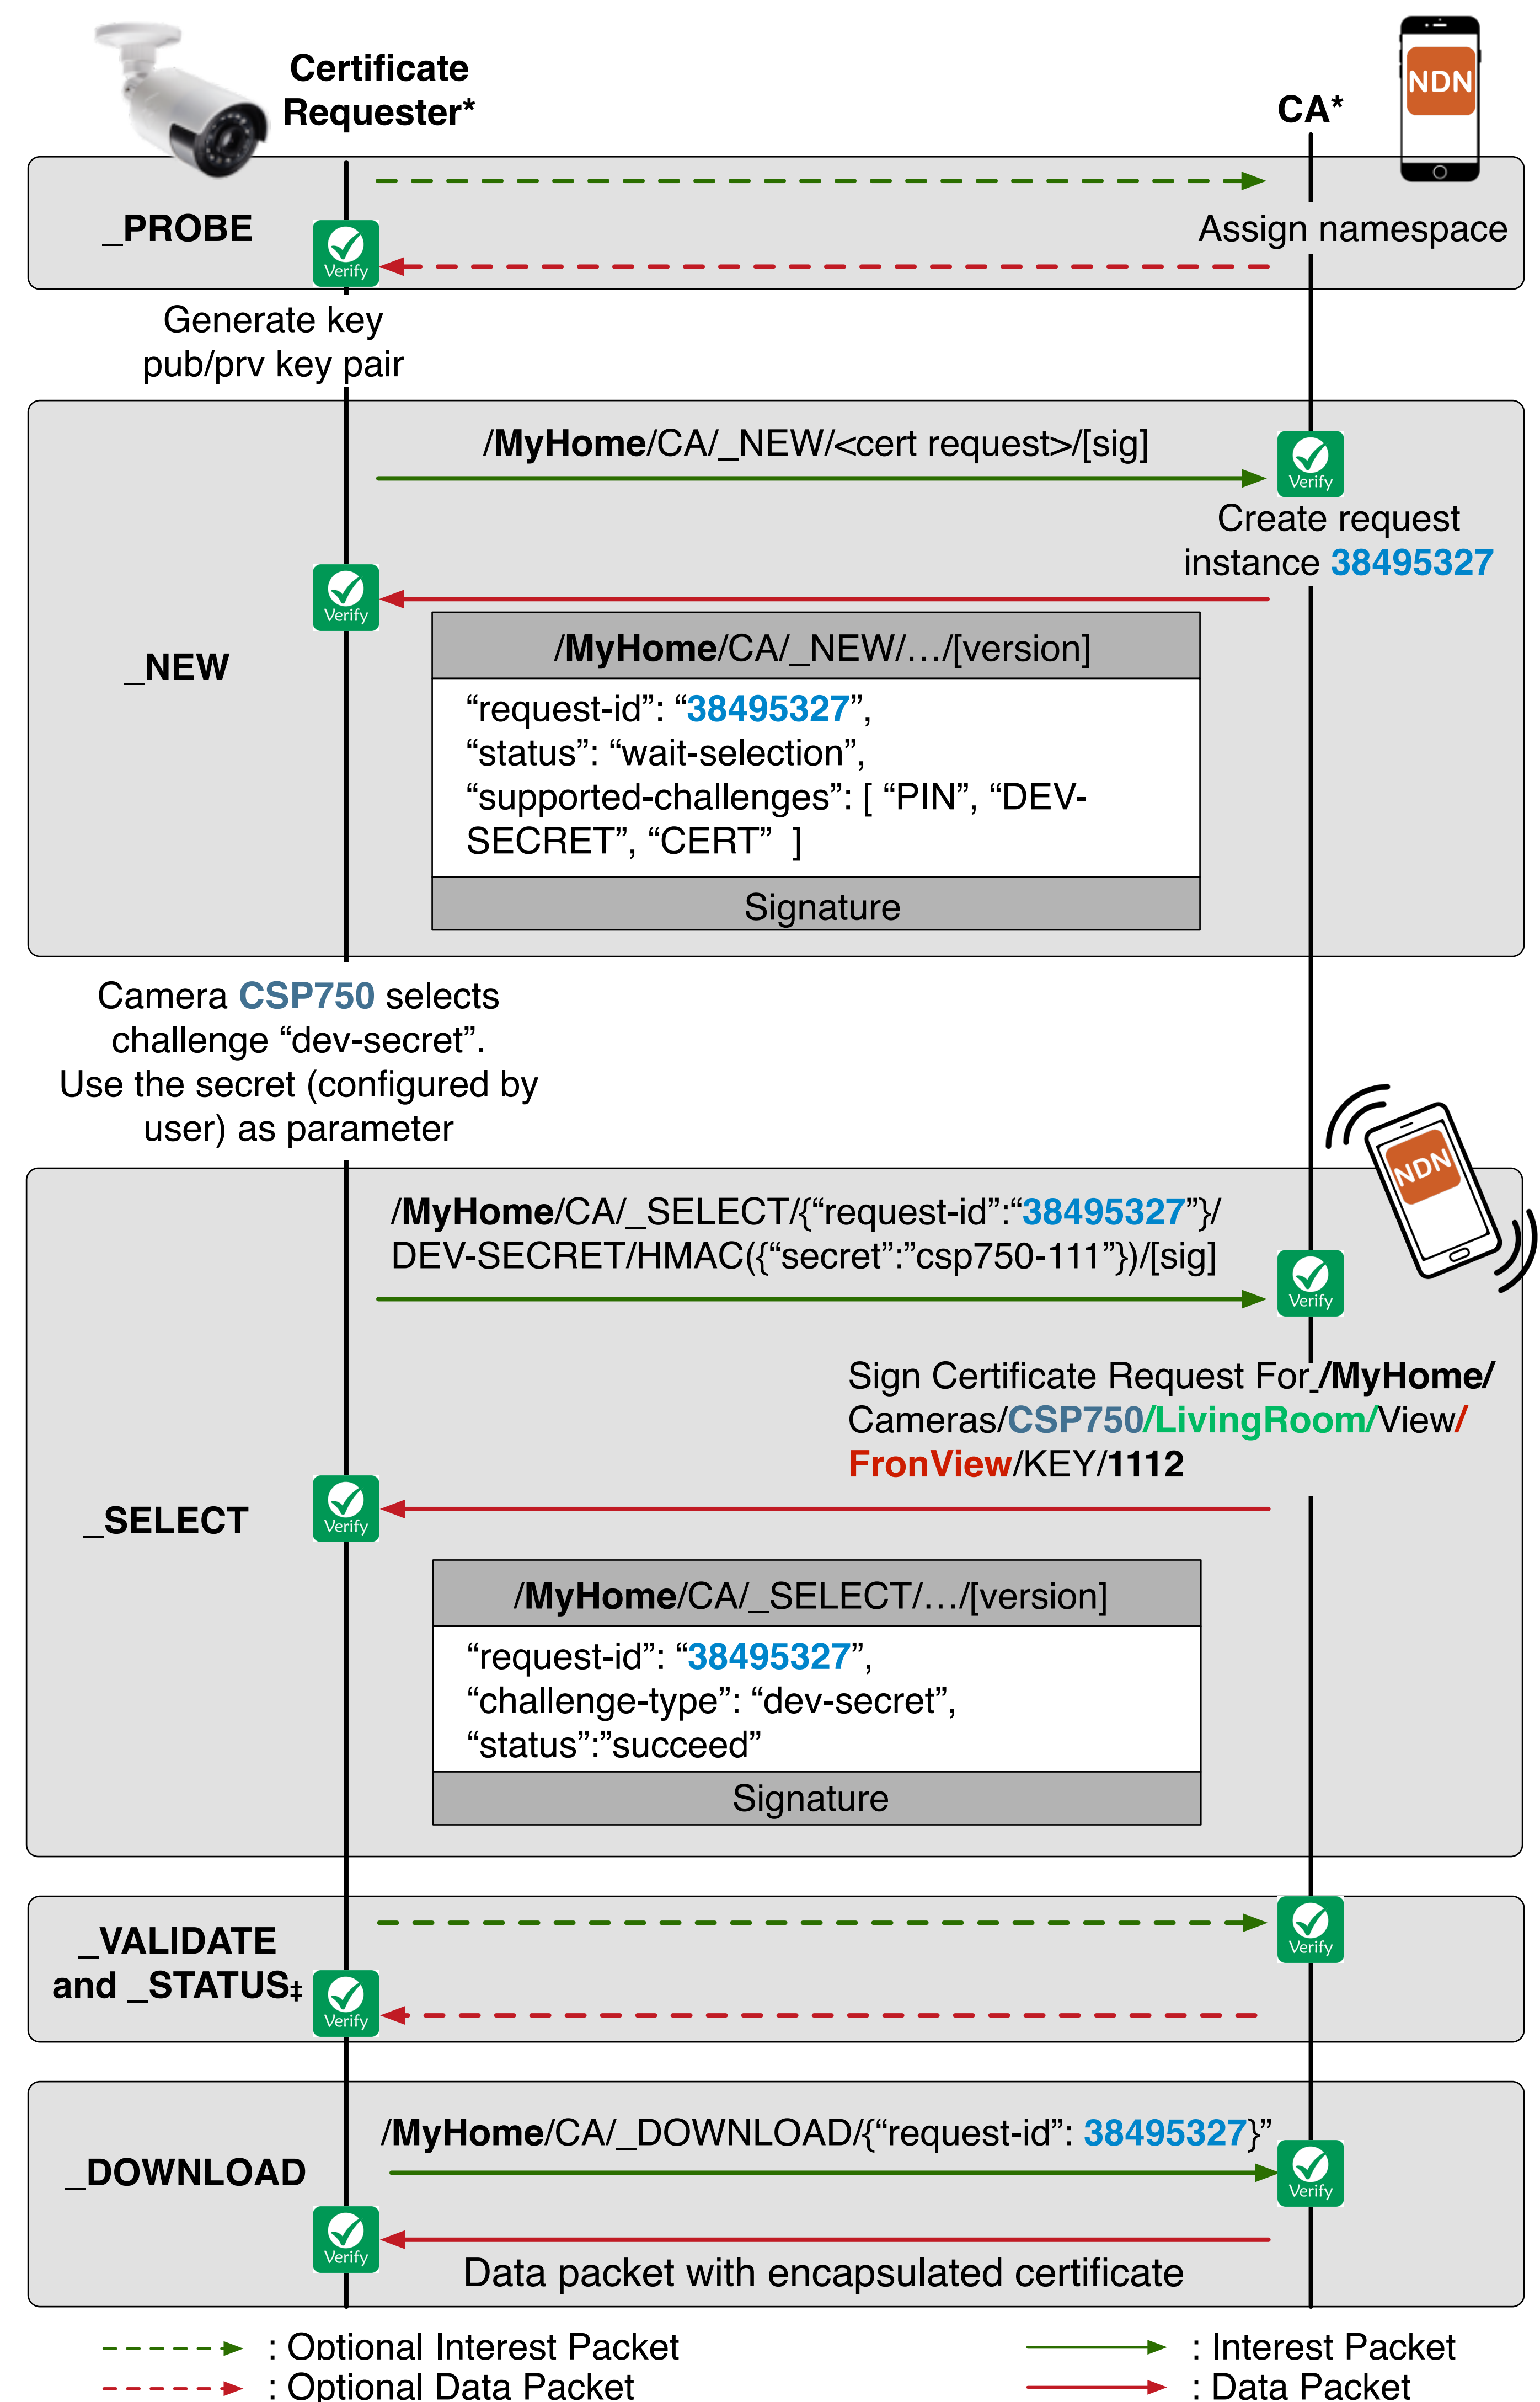 Certificate
Requester*
CA*
NDN
_PROBE
Assign namespace
Verify
Generate key
pub/prv key pair
/MyHome/CA/_NEW/<cert request>/[sig]
Verify
Create request
instance 38495327
Verify
_NEW
/MyHome/CA/_NEW/…/[version]
“request-id”: “38495327”,
“status”: “wait-selection”,
“supported-challenges”: [ “PIN”, “DEV-
SECRET”, “CERT”  ]
Signature
Camera CSP750 selects
challenge “dev-secret”.
Use the secret (configured by
user) as parameter
NDN
/MyHome/CA/_SELECT/{“request-id”:“38495327”}/
DEV-SECRET/HMAC({“secret”:”csp750-111”})/[sig]
Verify
Sign Certificate Request For /MyHome/
Cameras/CSP750/LivingRoom/View/
FronView/KEY/1112
_SELECT
Verify
/MyHome/CA/_SELECT/…/[version]
“request-id”: “38495327”,
“challenge-type”: “dev-secret”,
“status”:”succeed”
Signature
_VALIDATE
and _STATUS‡
Verify
Verify
/MyHome/CA/_DOWNLOAD/{“request-id”: 38495327}”
_DOWNLOAD
Verify
Verify
Data packet with encapsulated certificate
: Optional Interest Packet
: Interest Packet
: Optional Data Packet
: Data Packet